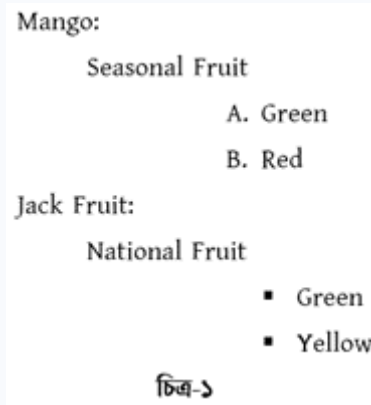 Mango:
Seasonal Fruit
A. Green
B. Red
Jack Fruit:
National Fruit
▪ Green
▪ Yellow
চিত্র-১